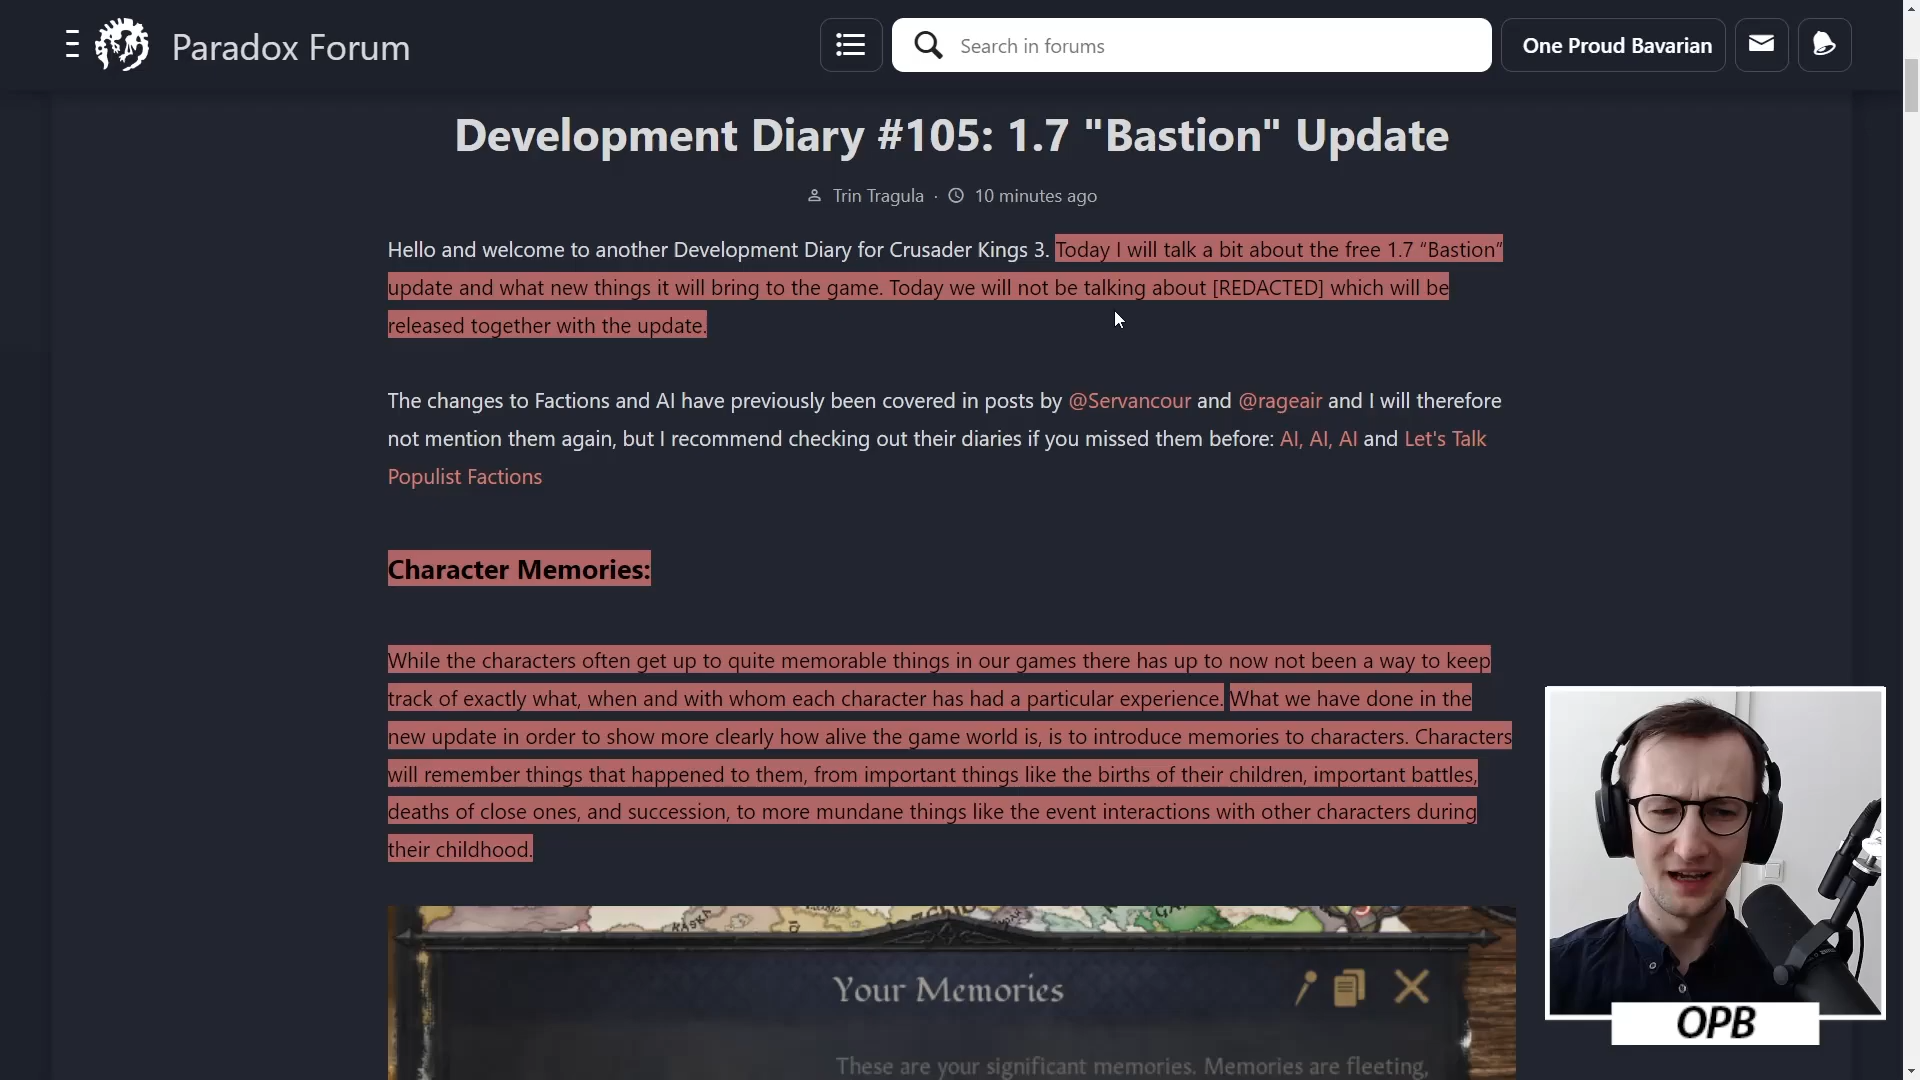 Paradox Forum
Search in forums
One Proud Bavarian
Development Diary #105: 1.7 "Bastion" Update
Trin Tragula · 10 minutes ago
Hello and welcome to another Development Diary for Crusader Kings 3. Today I will talk a bit about the free 1.7 “Bastion”
update and what new things it will bring to the game. Today we will not be talking about [REDACTED] which will be
released together with the update.
The changes to Factions and AI have previously been covered in posts by @Servancour and @rageair and I will therefore
not mention them again, but I recommend checking out their diaries if you missed them before: AI, AI, AI and Let's Talk
Populist Factions
Character Memories:
While the characters often get up to quite memorable things in our games there has up to now not been a way to keep
track of exactly what, when and with whom each character has had a particular experience. What we have done in the
new update in order to show more clearly how alive the game world is, is to introduce memories to characters. Characters
will remember things that happened to them, from important things like the births of their children, important battles,
deaths of close ones, and succession, to more mundane things like the event interactions with other characters during
their childhood.
Your Memories
These are your significant memories. Memories are fleeting,
OPB